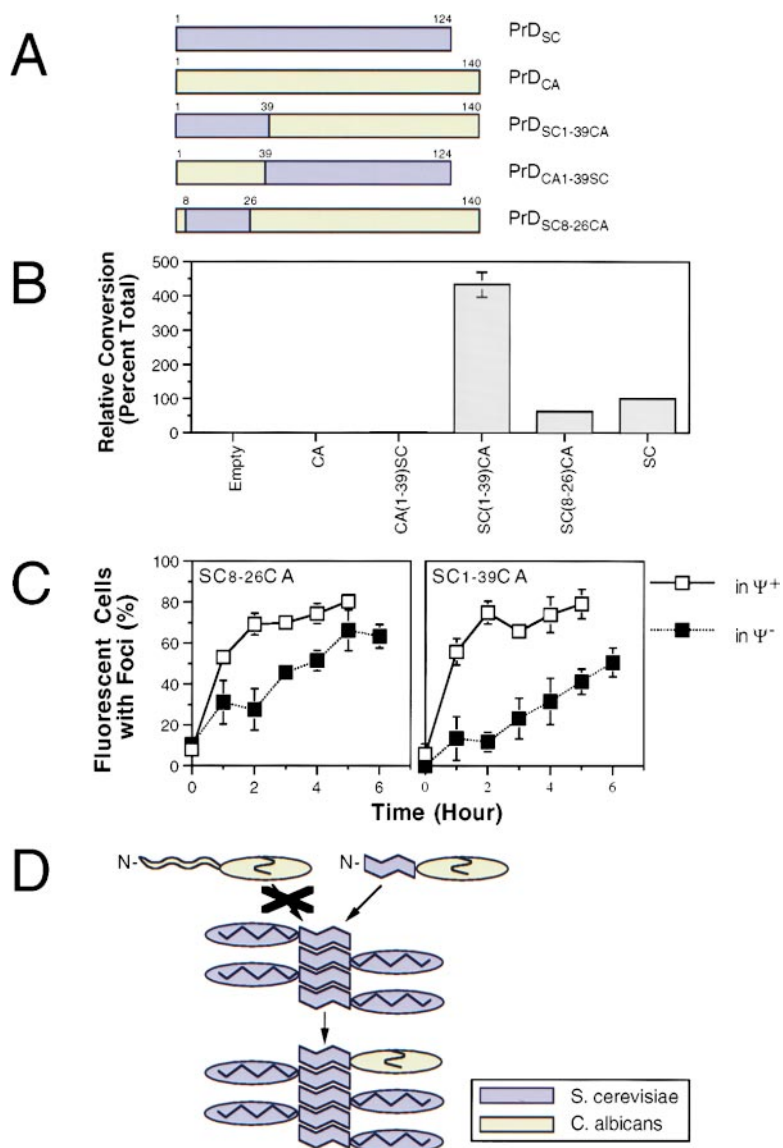 A
1 124
PrDSC
1 140
PrDCA
1 39 140
PrDSC1-39CA
1 39 124
PrDCA1-39SC
8 26 140
PrDSC8-26CA
B
Relative Conversion
(Percent Total)
500
400
300
200
100
0
Empty
CA
CA(1-39)SC
SC(1-39)CA
SC(8-26)CA
SC
C
Fluorescent Cells
with Foci (%)
100
80
60
40
20
0
SC8-26CA
SC1-39CA
in Ψ+
in Ψ-
0 2 4 6
0 2 4 6
Time (Hour)
D
N-
N-
S. cerevisiae
C. albicans